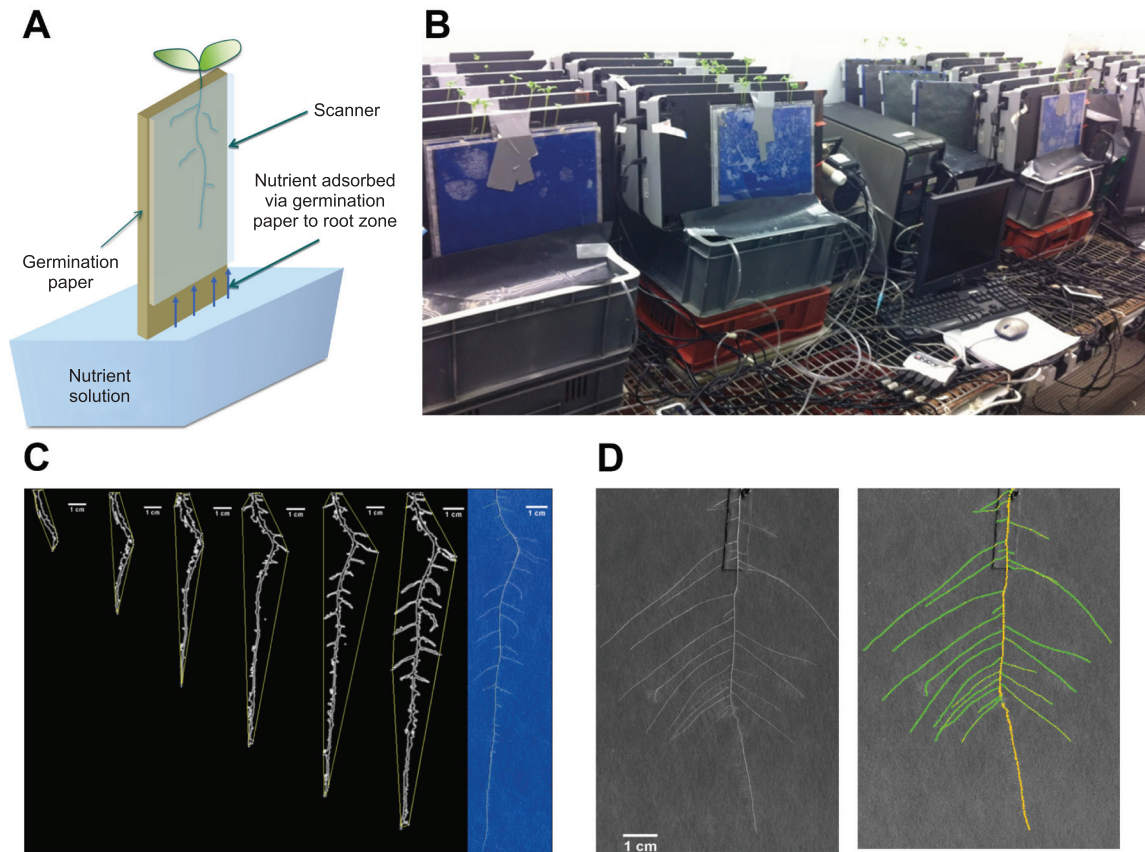 A
Scanner
Nutrient adsorbed
via germination
paper to root zone
Germination
paper
Nutrient
solution
B
C
1 cm
1 cm
1 cm
1 cm
1 cm
1 cm
1 cm
D
1 cm